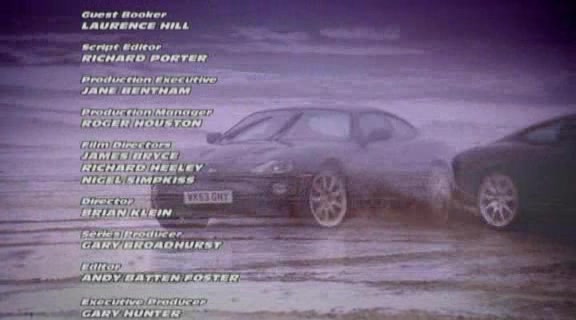 Guest Booker
LAURENCE HILL
Script Editor
RICHARD PORTER
Production Executive
JANE BENTHAM
Production Manager
ROGER HOUSTON
Film Directors
JAMES BRYCE
RICHARD HEELEY
NIGEL SIMPKISS
Director
BRIAN KLEIN
Series Producer
GARY BROADHURST
Editor
ANDY BATTEN FOSTER
Executive Producer
GARY HUNTER
WK53 GNY